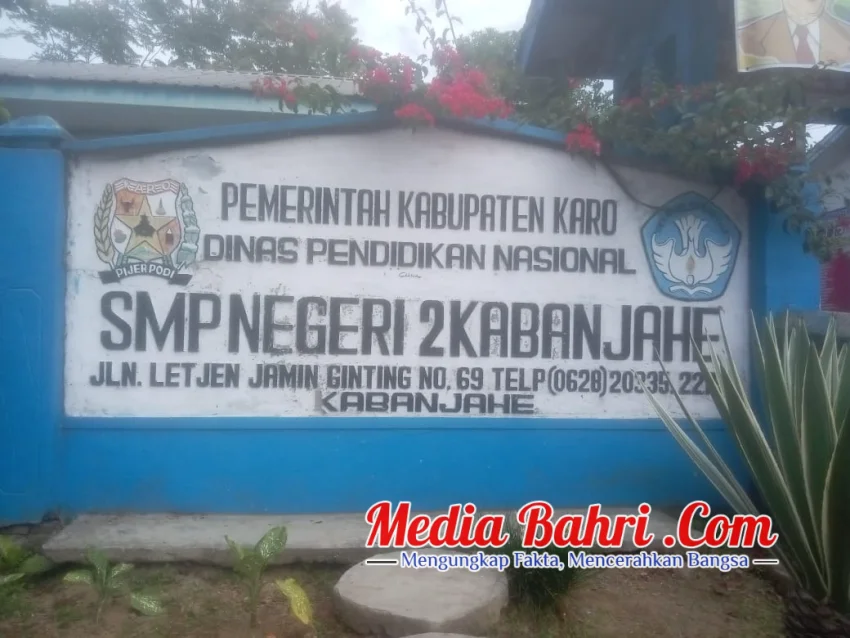 PEMERINTAH KABUPATEN KARO
DINAS PENDIDIKAN NASIONAL
SMP NEGERI 2 KABANJAHE
JLN. LETJEN JAMIN GINTING NO. 69 TELP (0628)
KABANJAHE
PIJER PODI
Media Bahri .Com
Mengungkap Fakta, Mencerahkan Bangsa